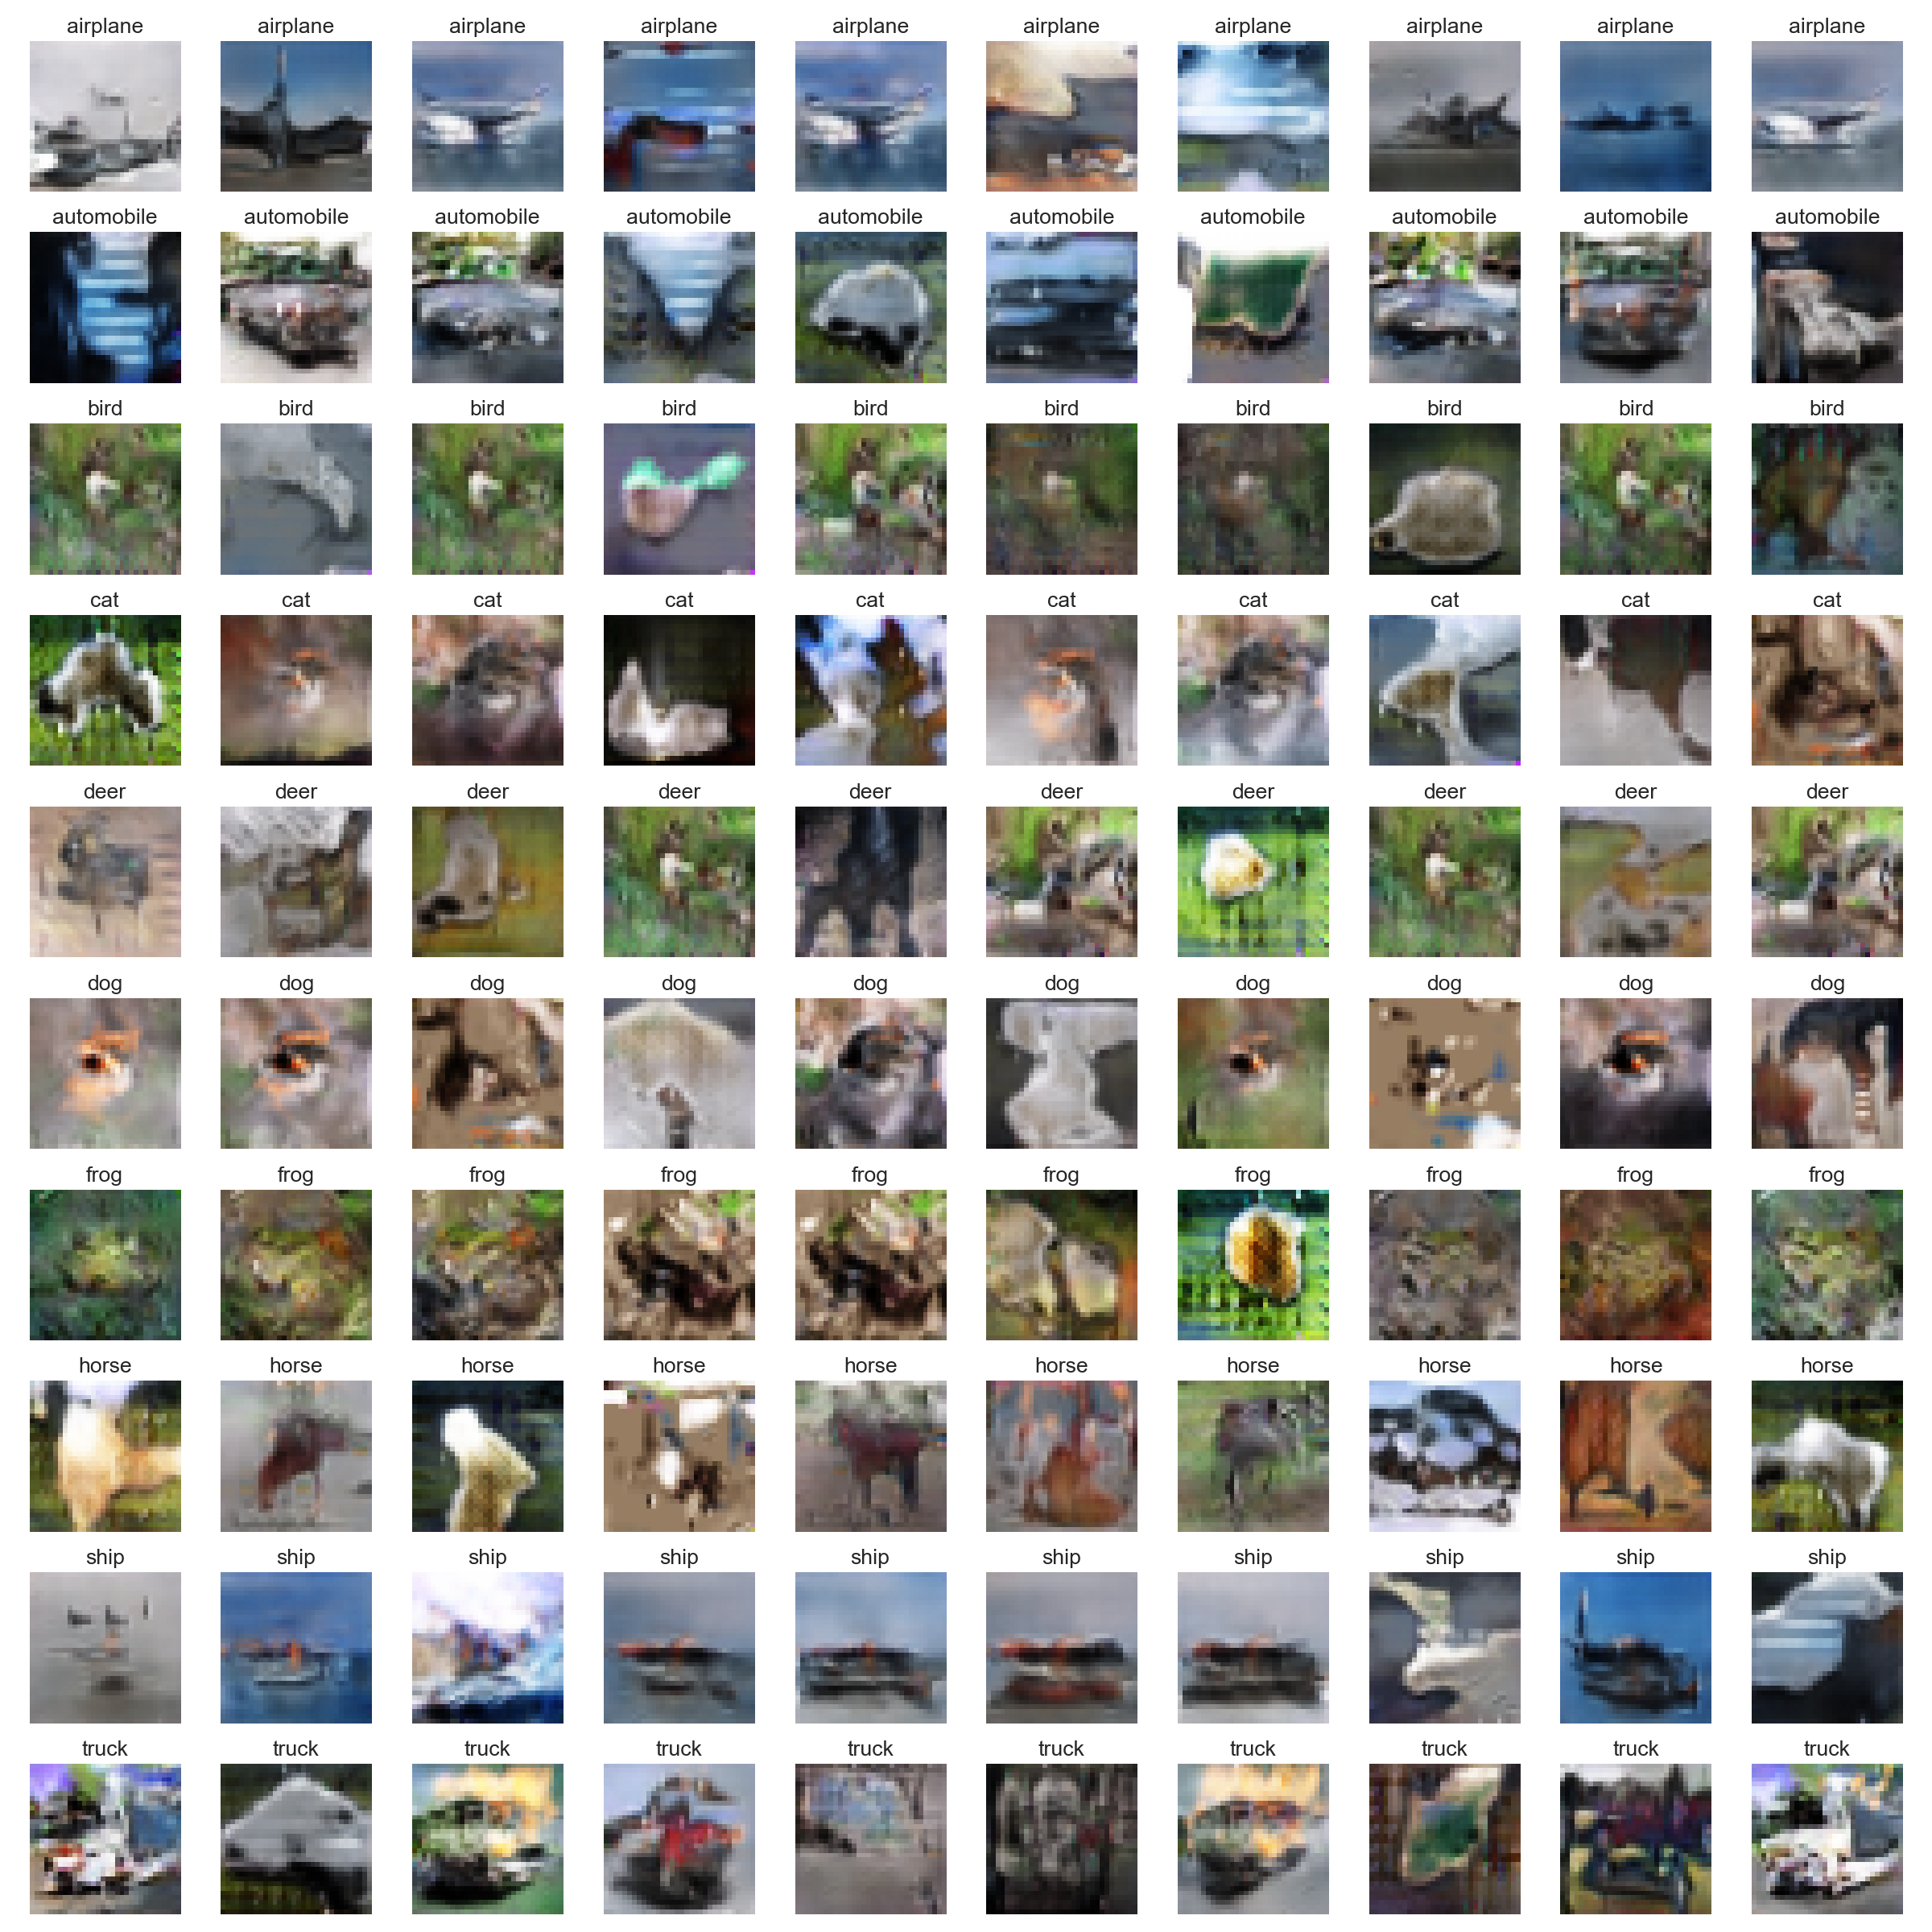 airplane airplane airplane airplane airplane airplane airplane airplane airplane airplane
automobile automobile automobile automobile automobile automobile automobile automobile automobile automobile
bird bird bird bird bird bird bird bird bird bird
cat cat cat cat cat cat cat cat cat cat
deer deer deer deer deer deer deer deer deer deer
dog dog dog dog dog dog dog dog dog dog
frog frog frog frog frog frog frog frog frog frog
horse horse horse horse horse horse horse horse horse horse
ship ship ship ship ship ship ship ship ship ship
truck truck truck truck truck truck truck truck truck truck